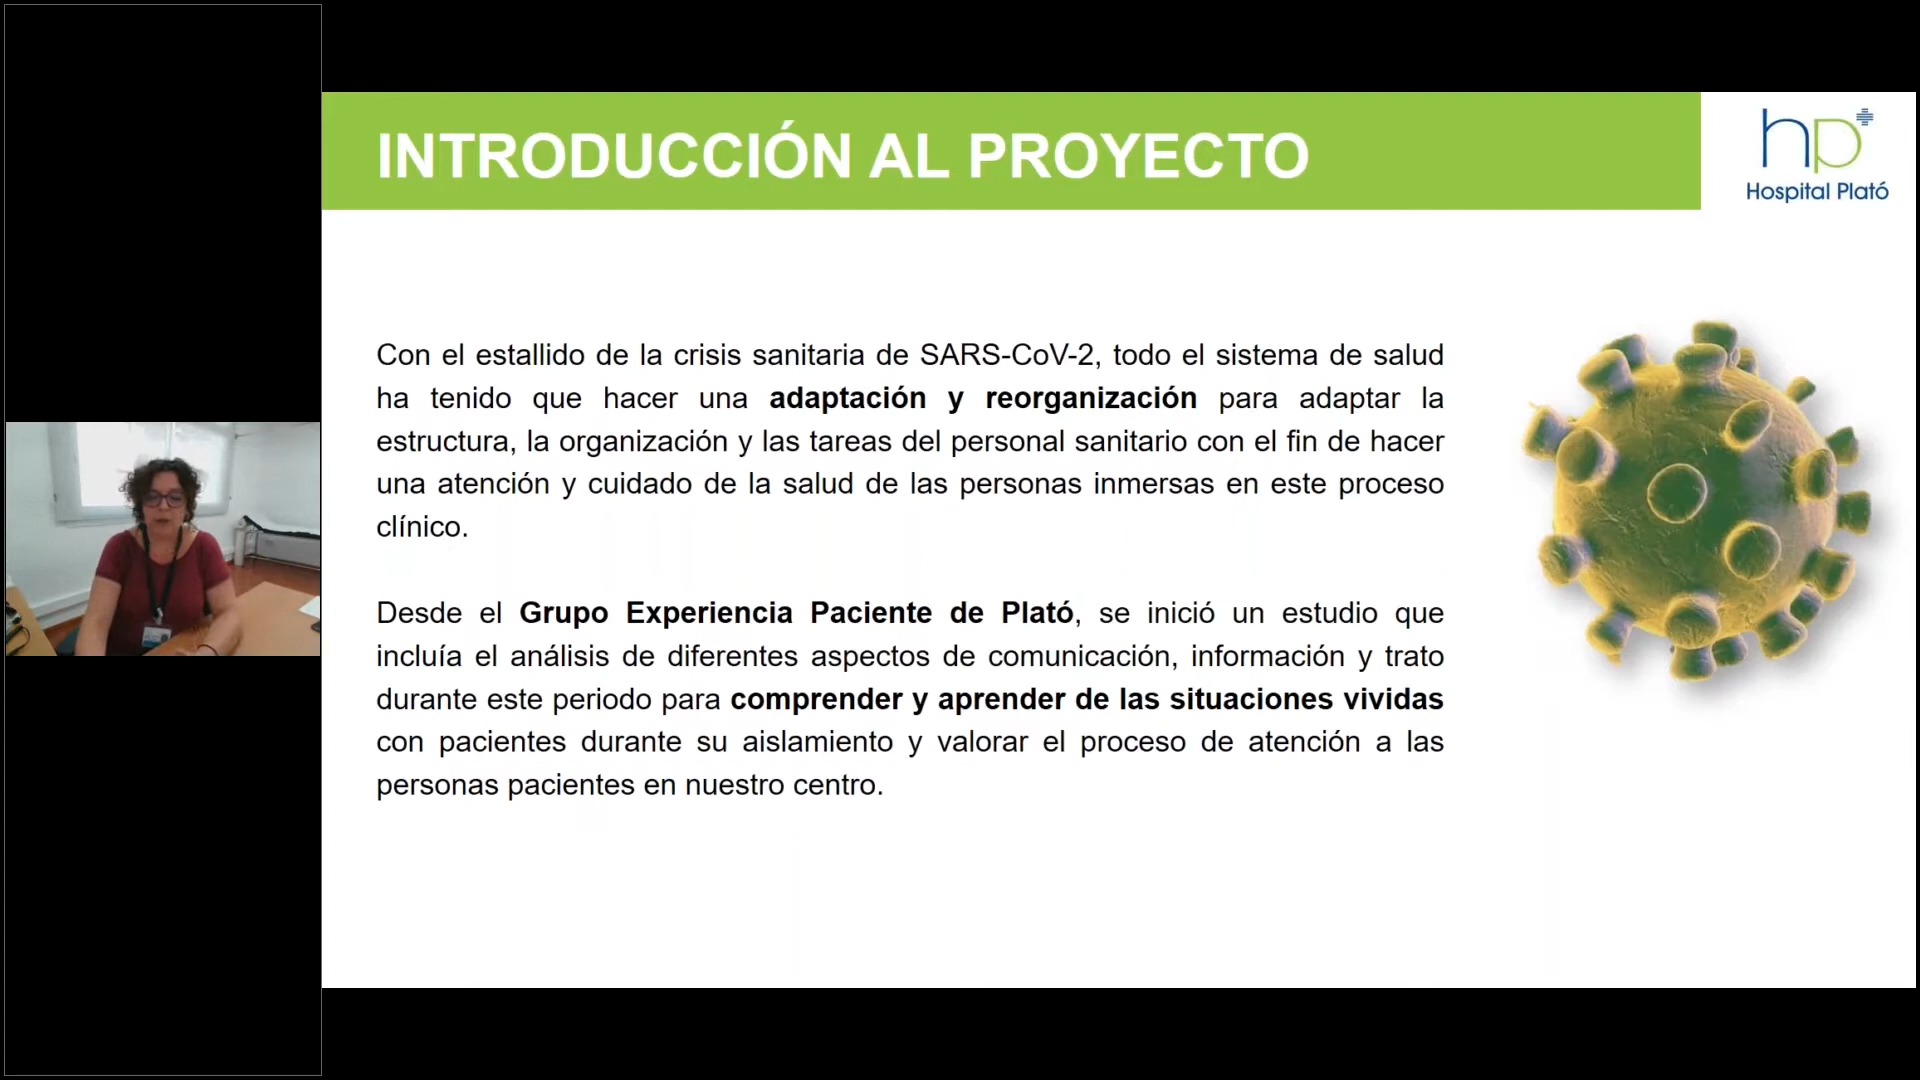 INTRODUCCIÓN AL PROYECTO
hp
Hospital Plató
Con el estallido de la crisis sanitaria de SARS-CoV-2, todo el sistema de salud
ha tenido que hacer una adaptación y reorganización para adaptar la
estructura, la organización y las tareas del personal sanitario con el fin de hacer
una atención y cuidado de la salud de las personas inmersas en este proceso
clínico.
Desde el Grupo Experiencia Paciente de Plató, se inició un estudio que
incluía el análisis de diferentes aspectos de comunicación, información y trato
durante este periodo para comprender y aprender de las situaciones vividas
con pacientes durante su aislamiento y valorar el proceso de atención a las
personas pacientes en nuestro centro.